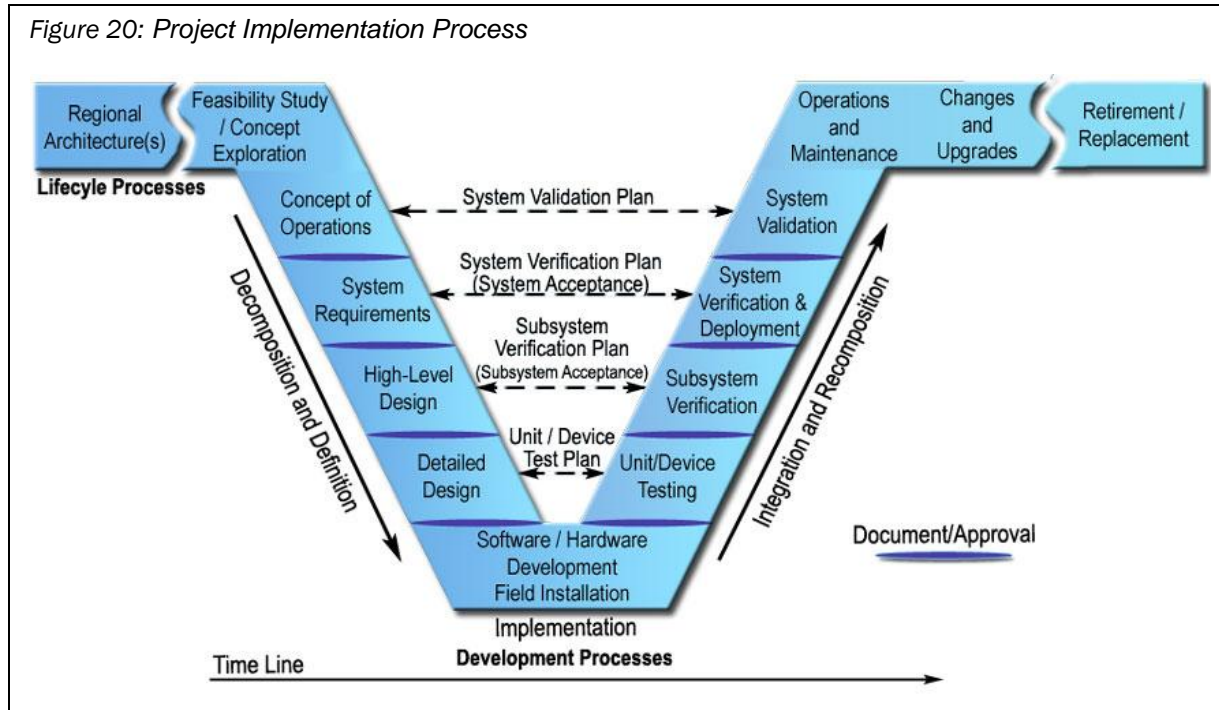 Figure 20: Project Implementation Process
Regional
Architecture(s)
Feasibility Study
/ Concept
Exploration
Operations
and
Maintenance
Changes
and
Upgrades
Retirement /
Replacement
Lifecyle Processes
Concept of
Operations
System Validation Plan
System
Validation
System
Requirements
System Verification Plan
(System Acceptance)
System
Verification &
Deployment
High-Level
Design
Subsystem
Verification Plan
(Subsystem Acceptance)
Subsystem
Verification
Detailed
Design
Unit / Device
Test Plan
Unit/Device
Testing
Decomposition and Definition
Integration and Recomposition
Software / Hardware
Development
Field Installation
Document/Approval
Implementation
Development Processes
Time Line